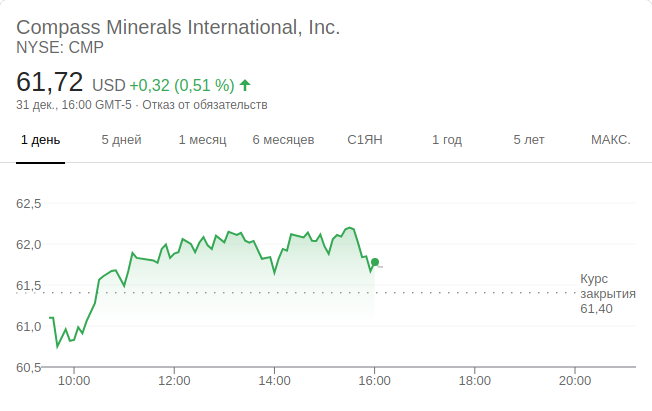 Compass Minerals International, Inc.
NYSE: CMP
61,72 USD +0,32 (0,51 %)
31 дек., 16:00 GMT-5 · Отказ от обязательств
1 день 5 дней 1 месяц 6 месяцев С1ЯН 1 год 5 лет МАКС.
62,5
62,0
61,5
Курс
закрытия
61,40
61,0
60,5
10:00 12:00 14:00 16:00 18:00 20:00